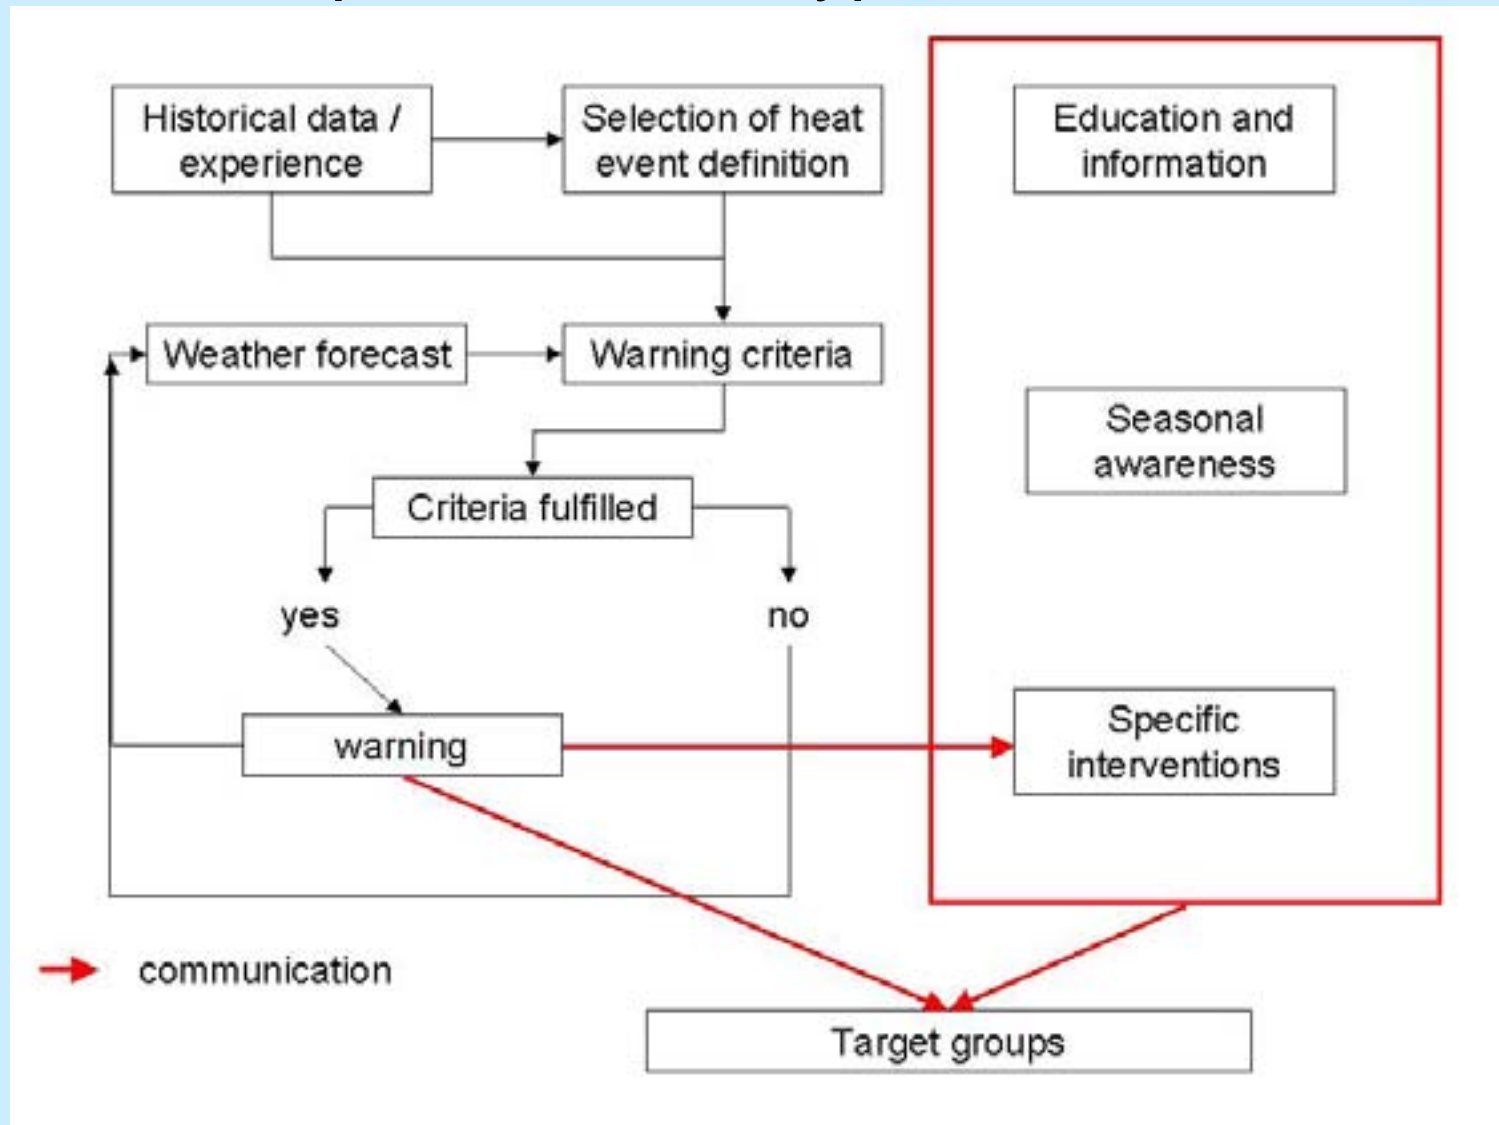 Historical data /
experience
Selection of heat
event definition
Education and
information
Weather forecast
Warning criteria
Seasonal
awareness
Criteria fulfilled
yes
no
warning
Specific
interventions
communication
Target groups